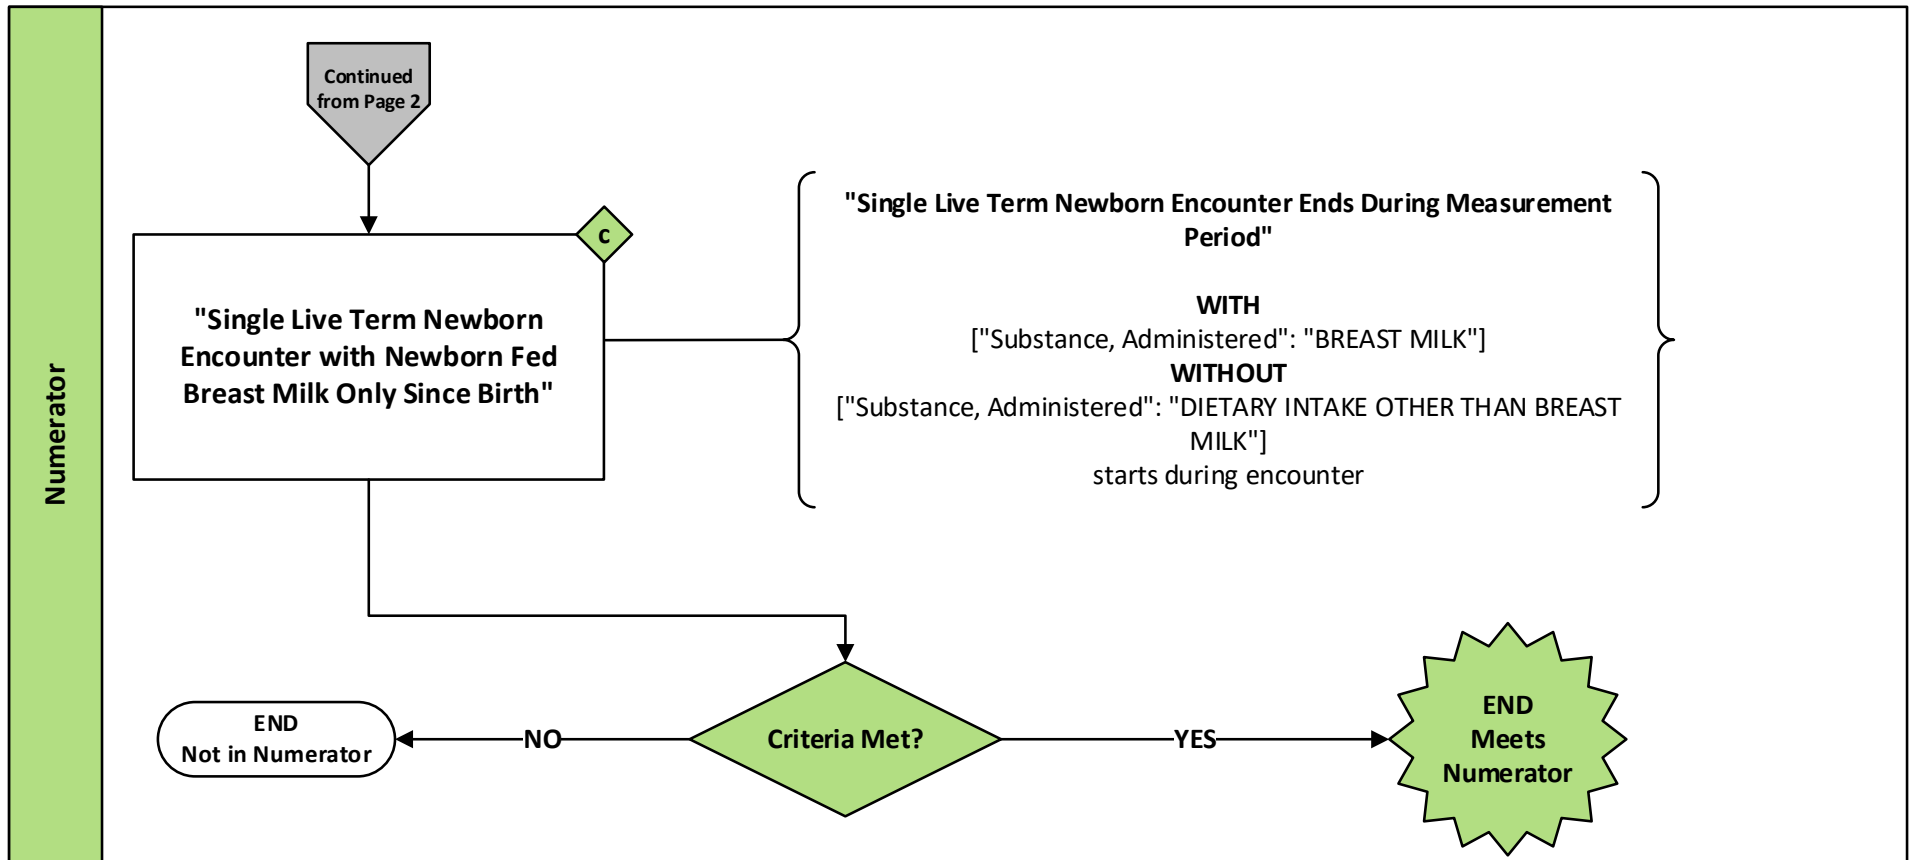 Numerator
Continued
from Page 2
c
"Single Live Term Newborn
Encounter with Newborn Fed
Breast Milk Only Since Birth"
"Single Live Term Newborn Encounter Ends During Measurement
Period"
WITH
["Substance, Administered": "BREAST MILK"]
WITHOUT
["Substance, Administered": "DIETARY INTAKE OTHER THAN BREAST
MILK"]
starts during encounter
END
Not in Numerator
NO
Criteria Met?
YES
END
Meets
Numerator